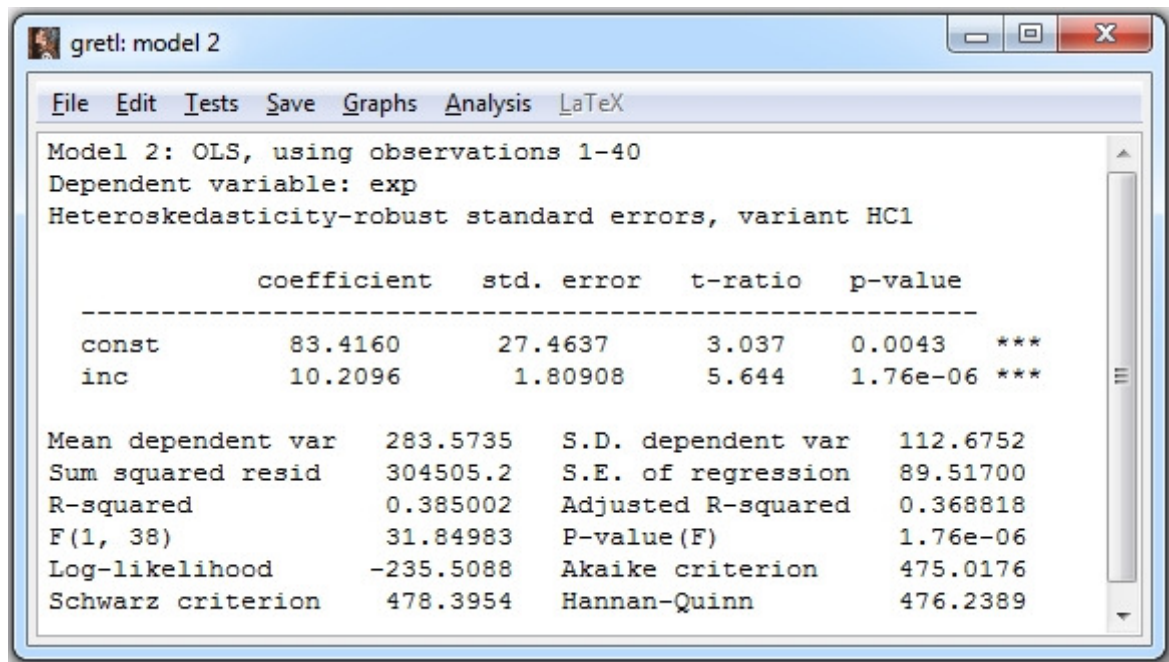 gretl: model 2
File Edit Tests Save Graphs Analysis LaTeX
Model 2: OLS, using observations 1-40
Dependent variable: exp
Heteroskedasticity-robust standard errors, variant HC1
coefficient std. error t-ratio p-value
---------------------------------------------------------
const 83.4160 27.4637 3.037 0.0043 ***
inc 10.2096 1.80908 5.644 1.76e-06 ***
Mean dependent var 283.5735 S.D. dependent var 112.6752
Sum squared resid 304505.2 S.E. of regression 89.51700
R-squared 0.385002 Adjusted R-squared 0.368818
F(1, 38) 31.84983 P-value(F) 1.76e-06
Log-likelihood -235.5088 Akaike criterion 475.0176
Schwarz criterion 478.3954 Hannan-Quinn 476.2389